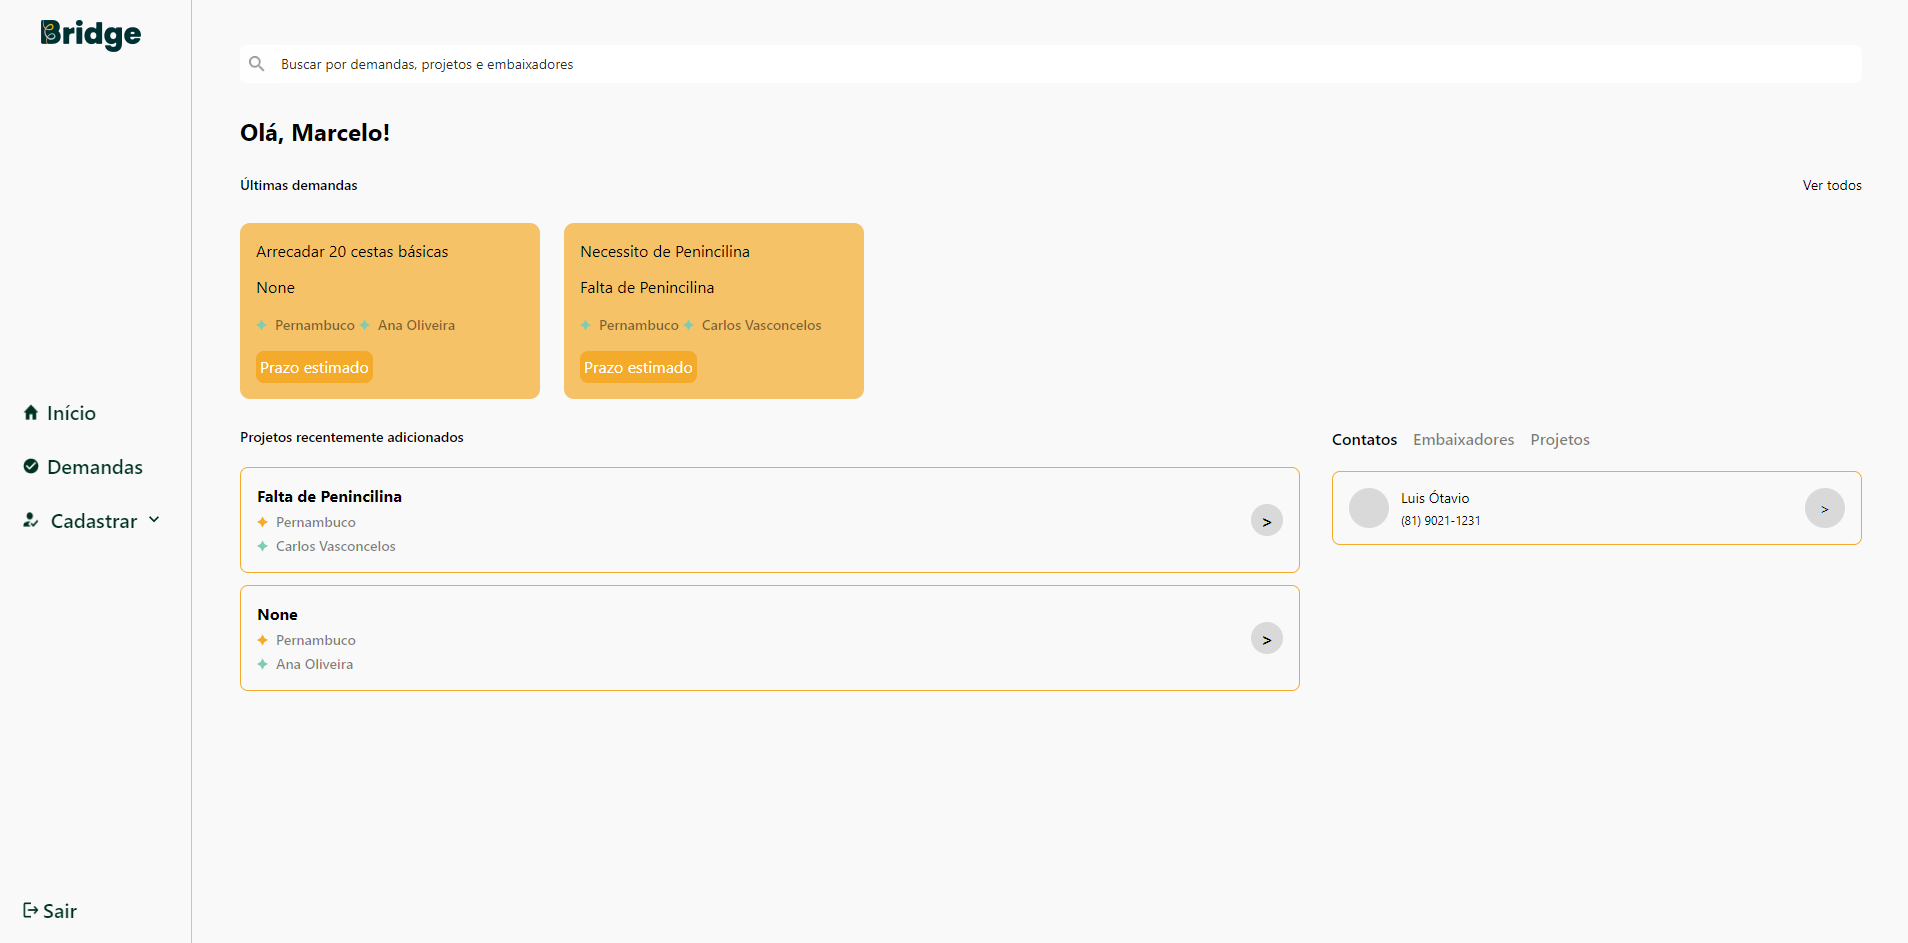 Bridge
Buscar por demandas, projetos e embaixadores
Olá, Marcelo!
Últimas demandas
Ver todos
Arrecadar 20 cestas básicas
None
Pernambuco Ana Oliveira
Prazo estimado
Necessito de Penincilina
Falta de Penincilina
Pernambuco Carlos Vasconcelos
Prazo estimado
Início
Demandas
Cadastrar
Projetos recentemente adicionados
Falta de Penincilina
Pernambuco
Carlos Vasconcelos
>
None
Pernambuco
Ana Oliveira
>
Contatos Embaixadores Projetos
Luis Ótavio
(81) 9021-1231
>
Sair